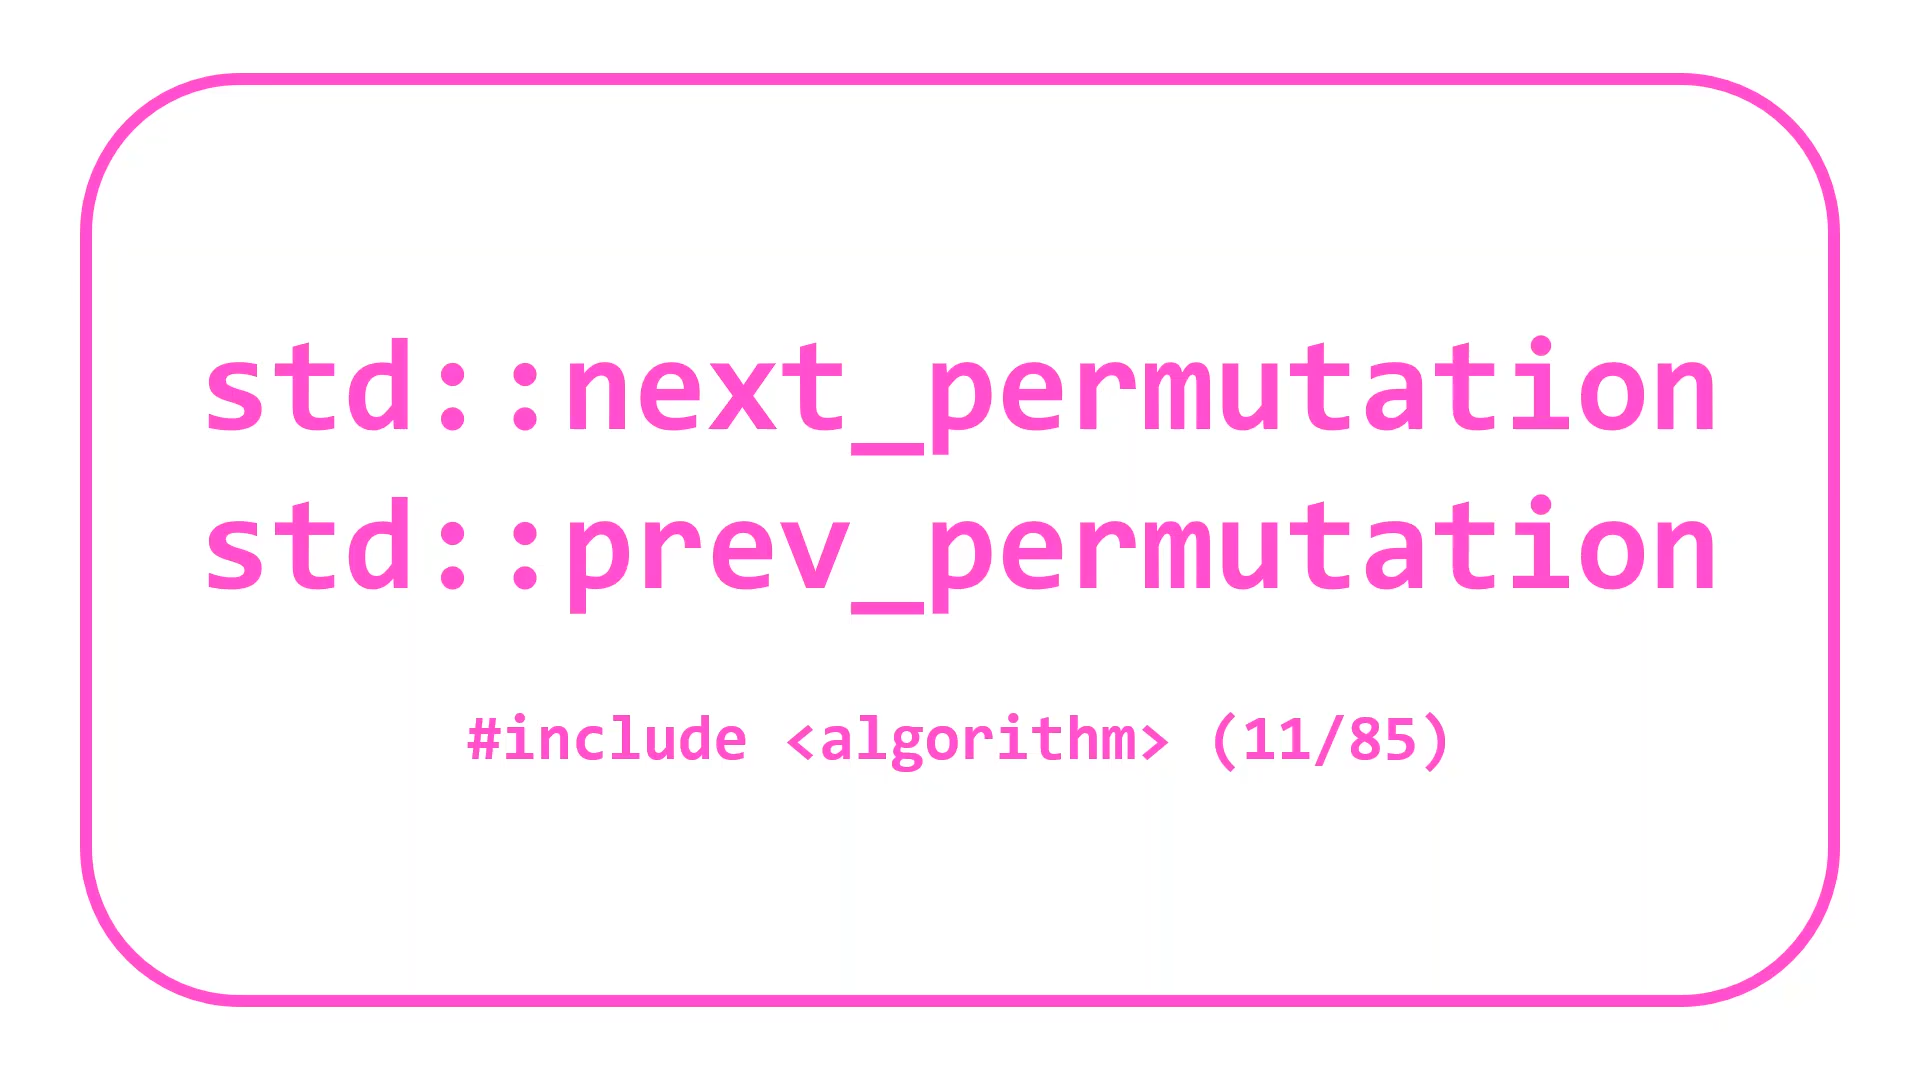 std::next_permutation
std::prev_permutation
#include <algorithm> (11/85)